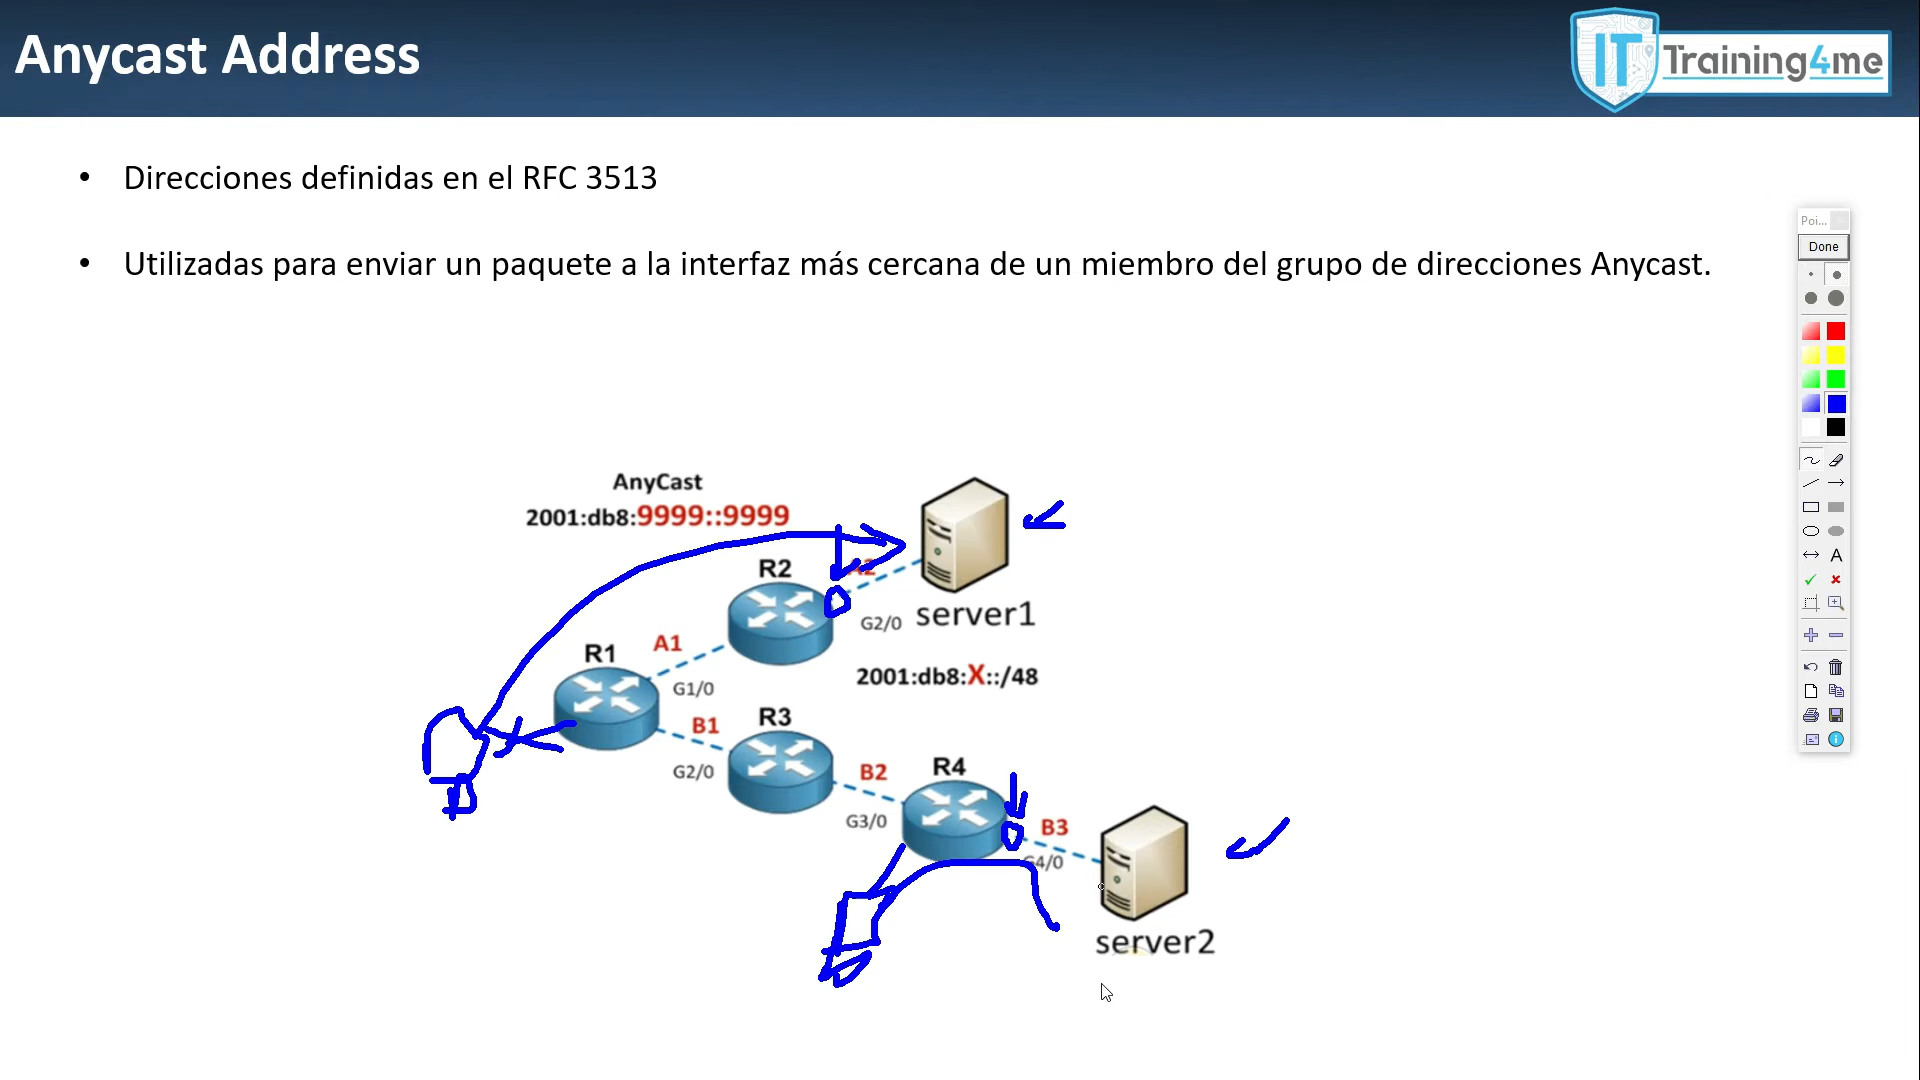 Anycast Address
IT Training4me
• Direcciones definidas en el RFC 3513
• Utilizadas para enviar un paquete a la interfaz más cercana de un miembro del grupo de direcciones Anycast.
Poi...
Done
A
AnyCast
2001:db8:9999::9999
R2
A2
G2/0
server1
R1
A1
G1/0
2001:db8:X::/48
B1
R3
G2/0
B2
R4
G3/0
B3
G4/0
server2